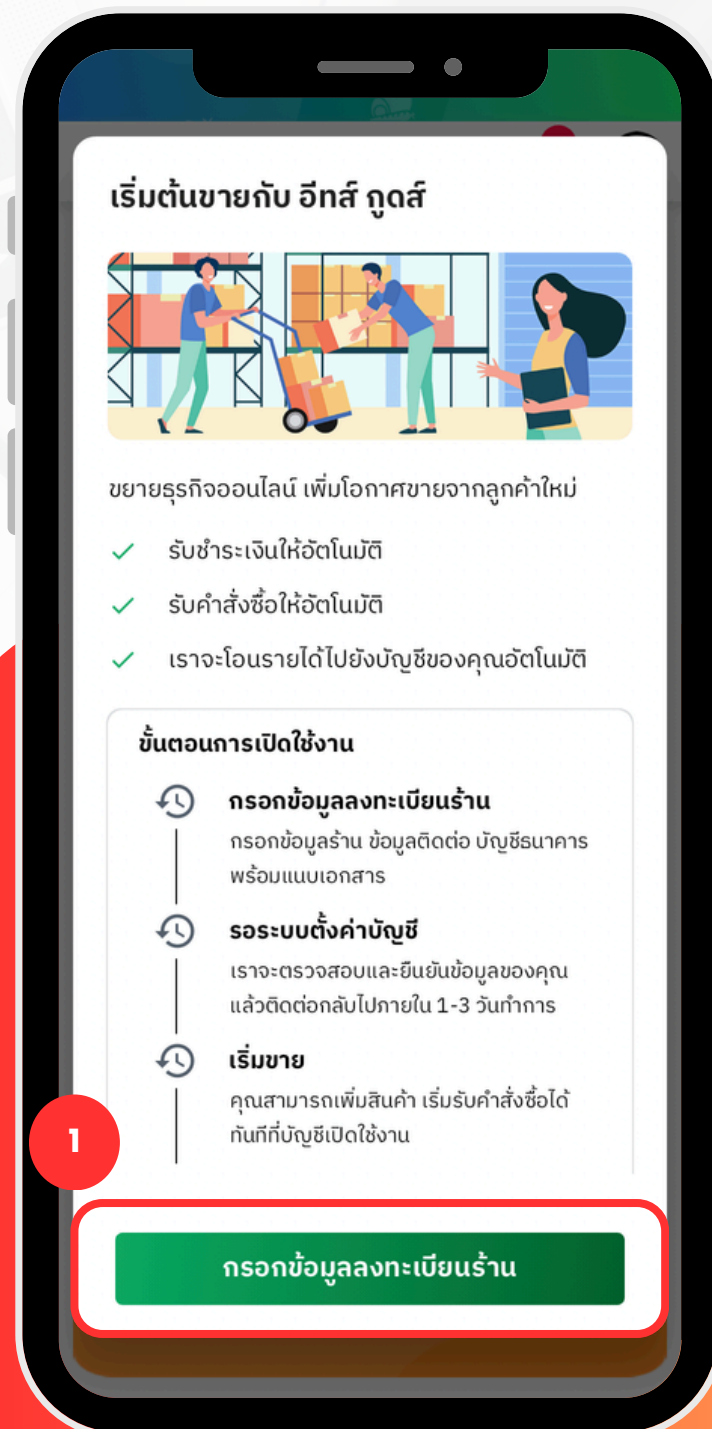 เริ่มต้นขายกับ อีทส์ กูดส์
ขยายธุรกิจออนไลน์ เพิ่มโอกาสขายจากลูกค้าใหม่
รับชำระเงินให้อัตโนมัติ
รับคำสั่งซื้อให้อัตโนมัติ
เราจะโอนรายได้ไปยังบัญชีของคุณอัตโนมัติ
ขั้นตอนการเปิดใช้งาน
กรอกข้อมูลลงทะเบียนร้าน
กรอกข้อมูลร้าน ข้อมูลติดต่อ บัญชีธนาคาร
พร้อมแนบเอกสาร
รอระบบตั้งค่าบัญชี
เราจะตรวจสอบและยืนยันข้อมูลของคุณ
แล้วติดต่อกลับไปภายใน 1-3 วันทำการ
เริ่มขาย
คุณสามารถเพิ่มสินค้า เริ่มรับคำสั่งซื้อได้
ทันทีที่บัญชีเปิดใช้งาน
1
กรอกข้อมูลลงทะเบียนร้าน